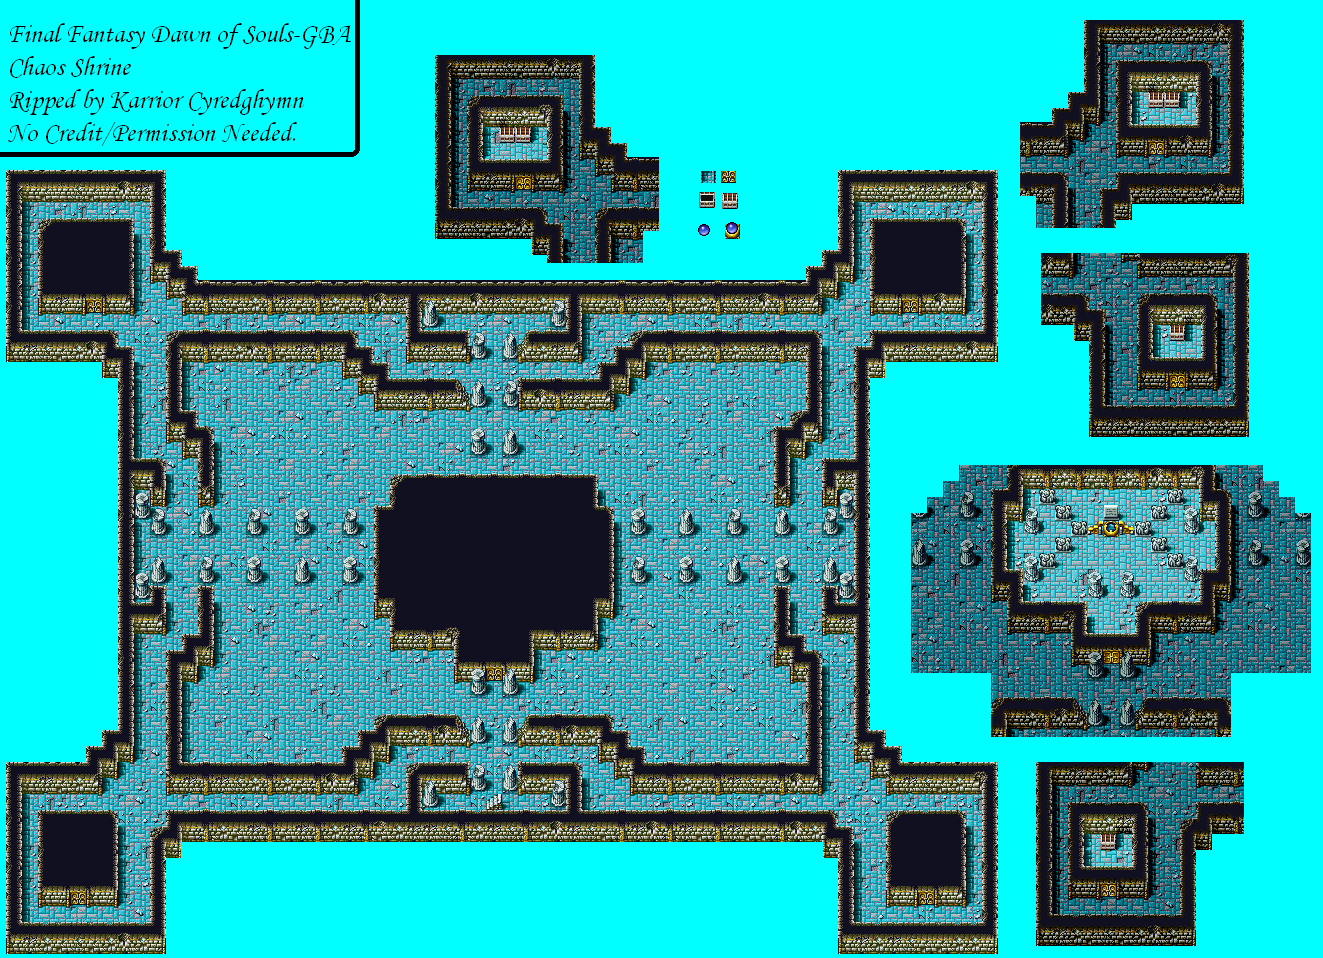 Final Fantasy Dawn of Souls-GBA
Chaos Shrine
Ripped by Karrior Cyredghymn
No Credit/Permission Needed.